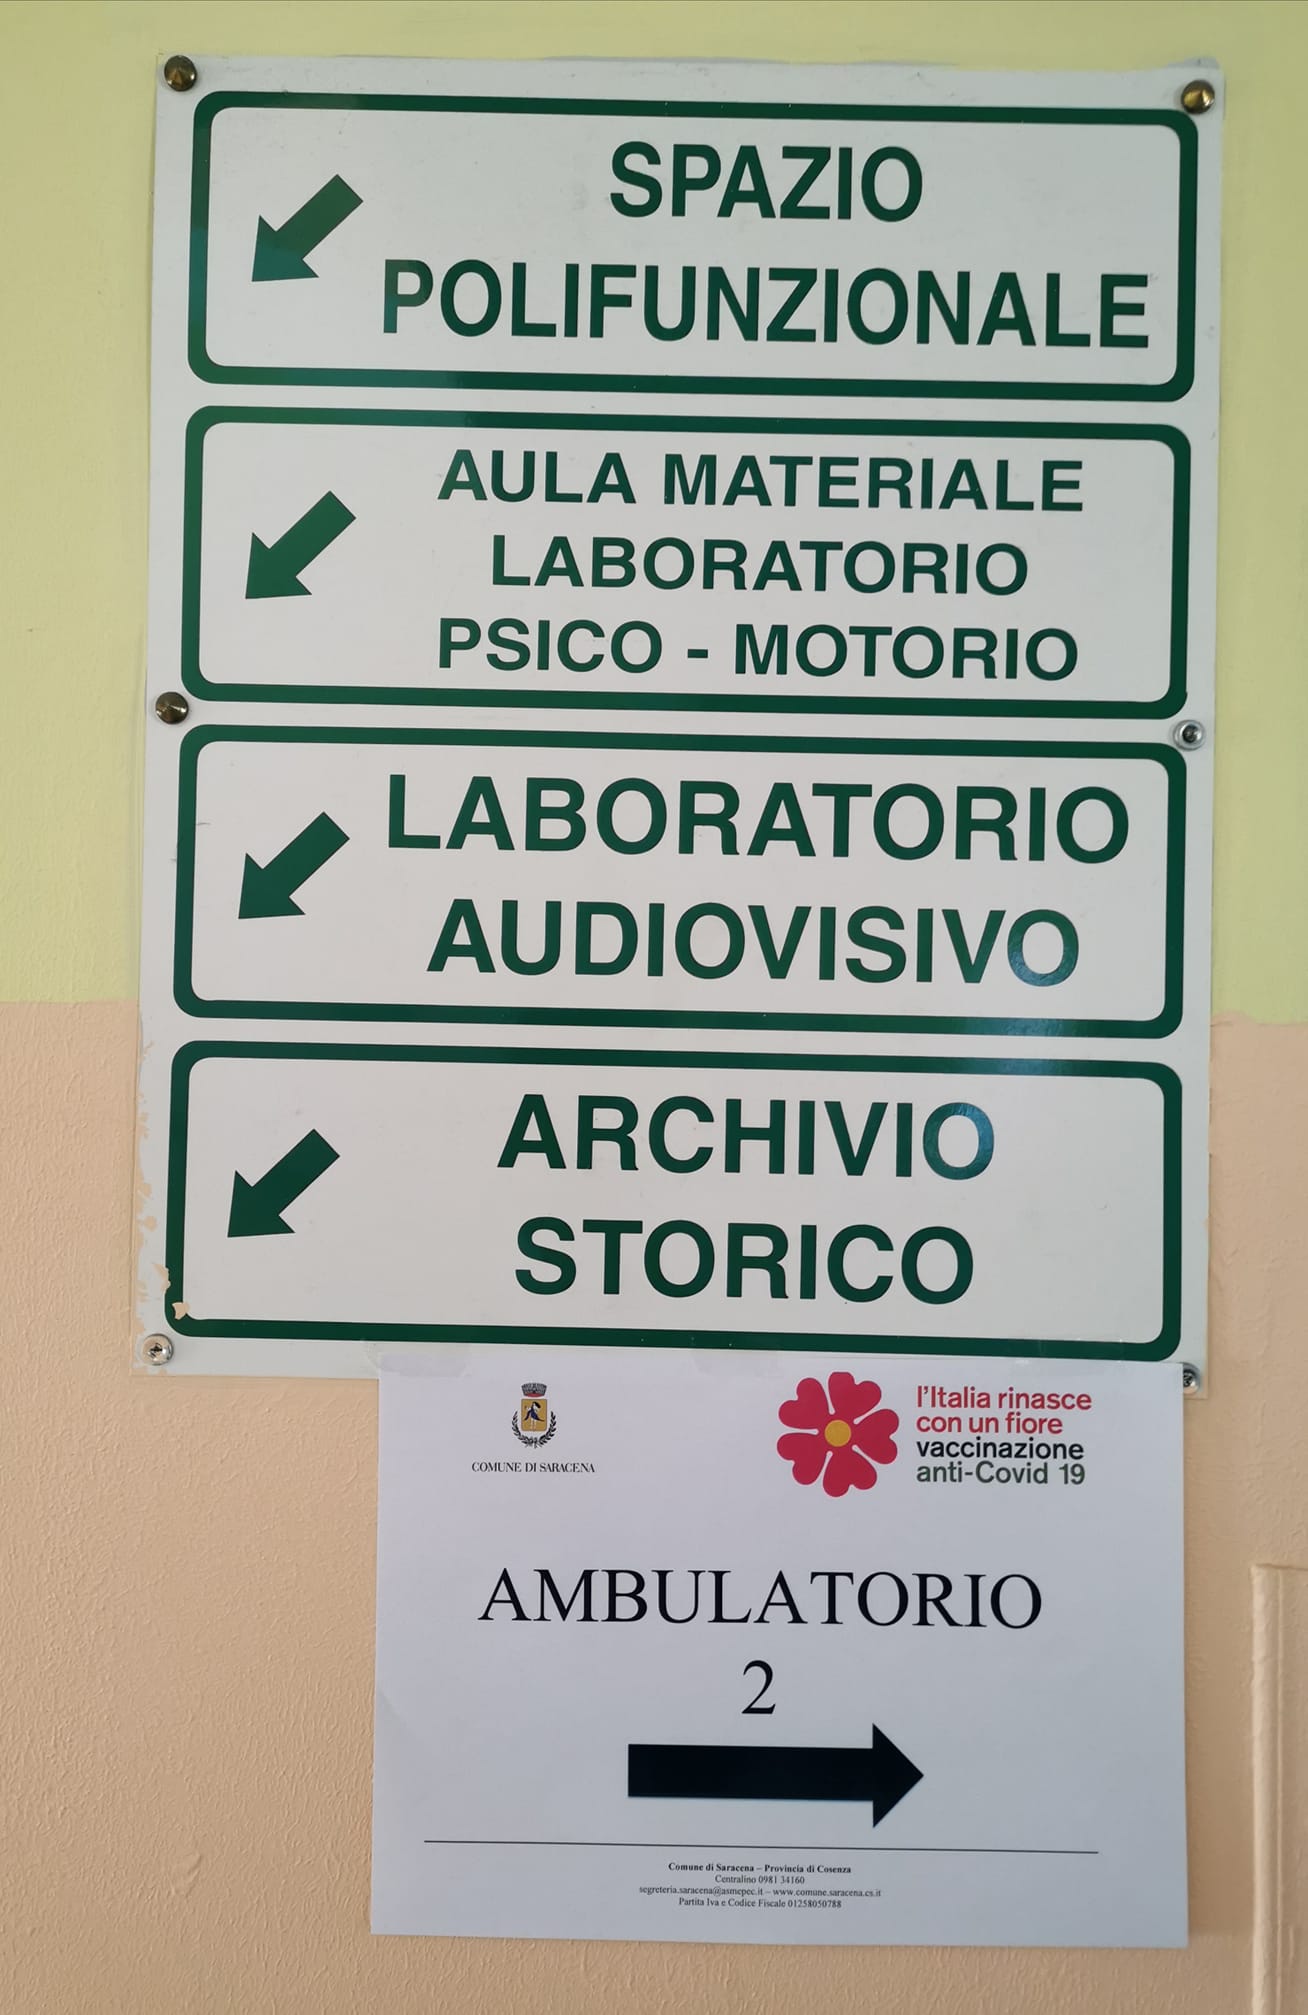 SPAZIO
POLIFUNZIONALE
AULA MATERIALE
LABORATORIO
PSICO - MOTORIO
LABORATORIO
AUDIOVISIVO
ARCHIVIO
STORICO
COMUNE DI SARACENA
l'Italia rinasce
con un fiore
vaccinazione
anti-Covid 19
AMBULATORIO
2
Comune di Saracena – Provincia di Cosenza
Centralino 0981 34160
segreteria.saracena@asmepec.it – www.comune.saracena.cs.it
Partita Iva e Codice Fiscale 01258050788